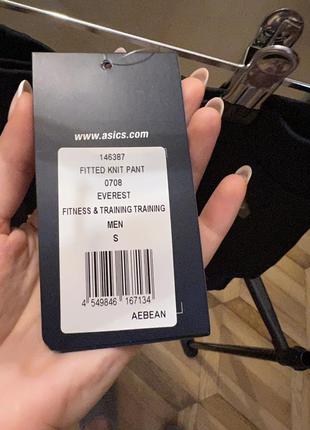 www.asics.com
146387
FITTED KNIT PANT
0708
EVEREST
FITNESS & TRAINING TRAINING
MEN
S
4 549846 167134
AEBEAN